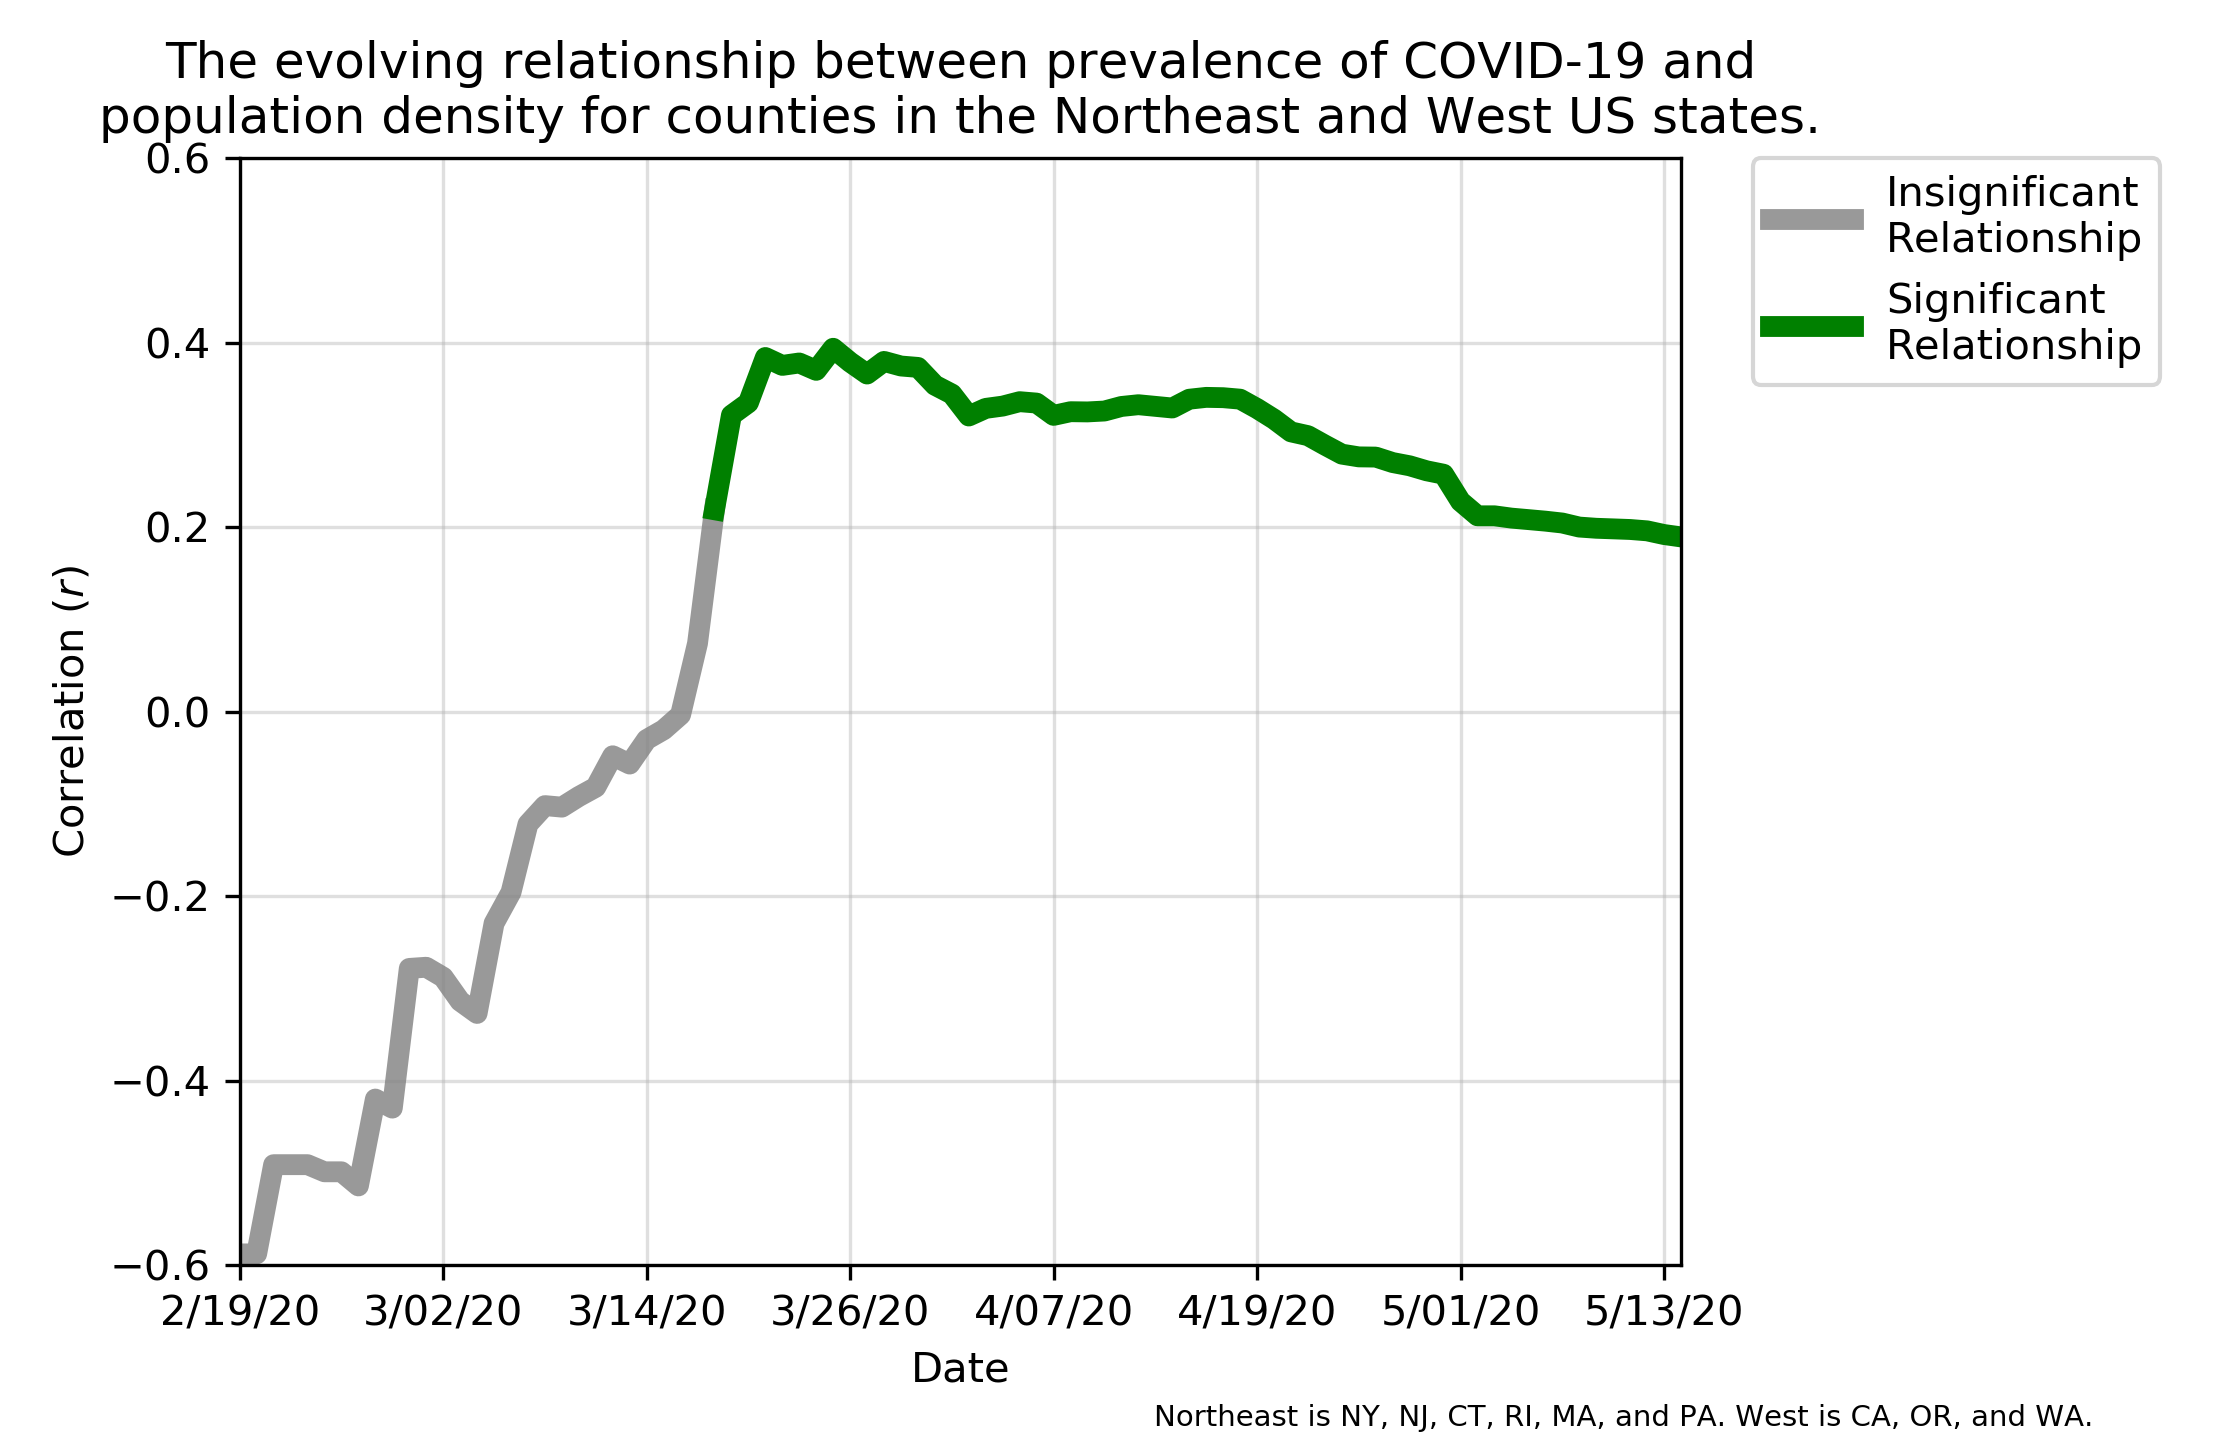 The evolving relationship between prevalence of COVID-19 and
population density for counties in the Northeast and West US states.
0.6
0.4
0.2
0.0
−0.2
−0.4
−0.6
Correlation (r)
2/19/20 3/02/20 3/14/20 3/26/20 4/07/20 4/19/20 5/01/20 5/13/20
Date
Insignificant
Relationship
Significant
Relationship
Northeast is NY, NJ, CT, RI, MA, and PA. West is CA, OR, and WA.